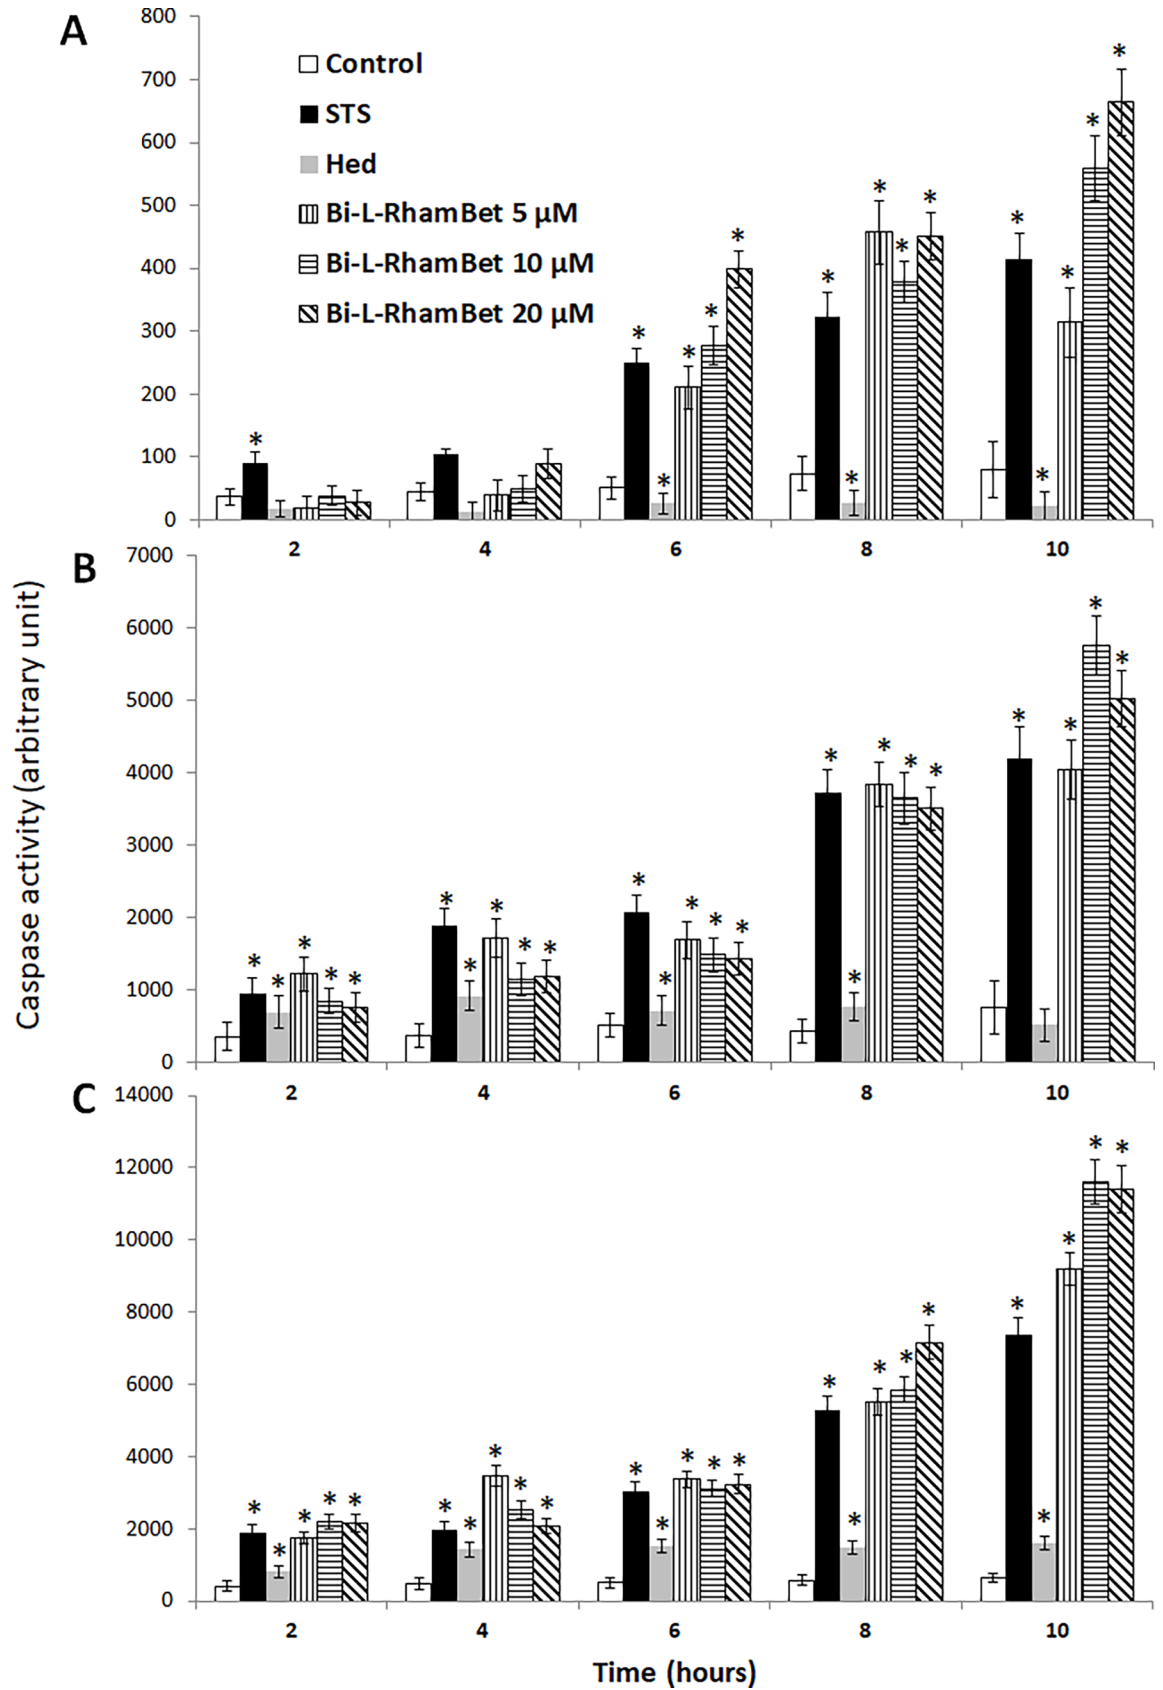 A
800
700
600
500
400
300
200
100
0
Control
STS
Hed
Bi-L-RhamBet 5 µM
Bi-L-RhamBet 10 µM
Bi-L-RhamBet 20 µM
* * * * * * * * * * * * * * *
2 4 6 8 10
B
7000
6000
5000
4000
3000
2000
1000
0
* * * * * * * * * * * * * * * * * * * * * * * *
2 4 6 8 10
Caspase activity (arbitrary unit)
C
14000
12000
10000
8000
6000
4000
2000
0
* * * * * * * * * * * * * * * * * * * * * * * * *
2 4 6 8 10
Time (hours)